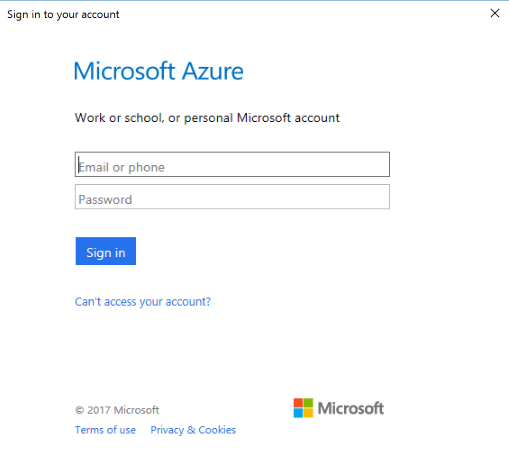 Sign in to your account
Microsoft Azure
Work or school, or personal Microsoft account
Email or phone
Password
Sign in
Can't access your account?
© 2017 Microsoft
Microsoft
Terms of use Privacy & Cookies